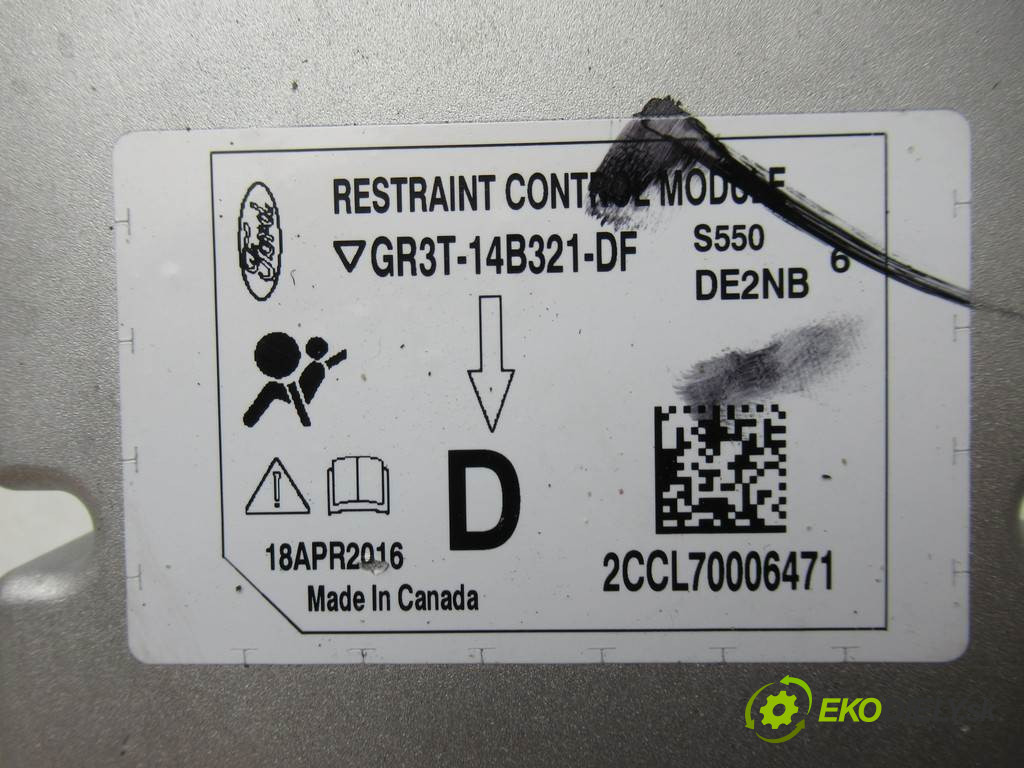 Ford
RESTRAINT CONTROL MODULE
GR3T-14B321-DF
S550
DE2NB
6
D
18APR2016
Made In Canada
2CCL70006471
EKO